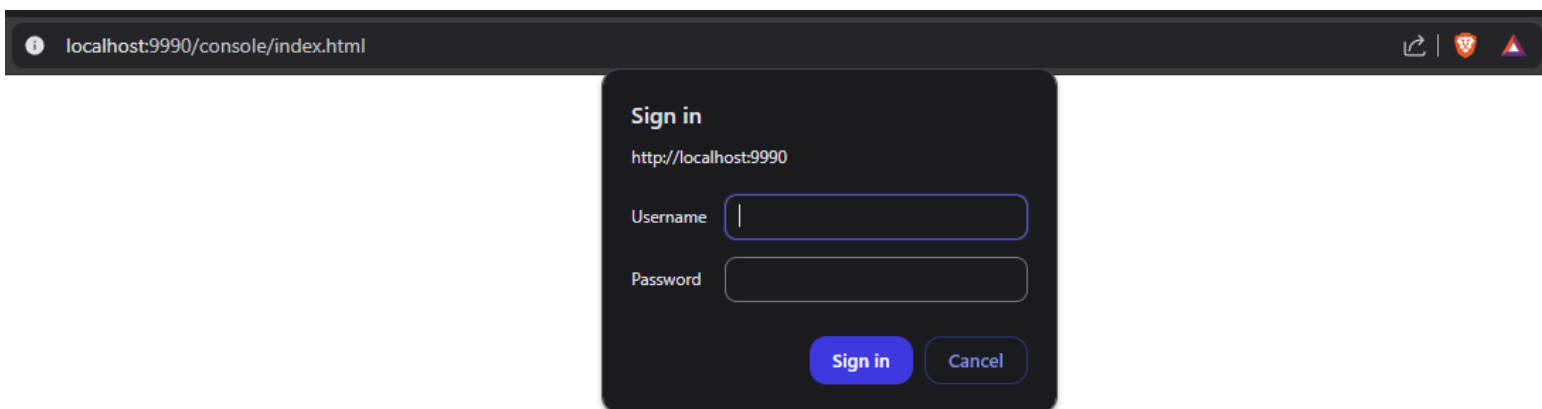 localhost:9990/console/index.html
Sign in
http://localhost:9990
Username
Password
Sign in Cancel